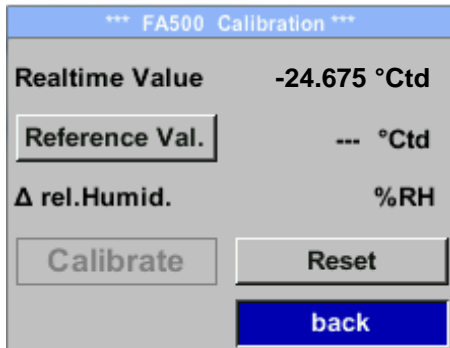 *** FA500 Calibration ***
Realtime Value -24.675 °Ctd
Reference Val. --- °Ctd
Δ rel.Humid. %RH
Calibrate Reset
back